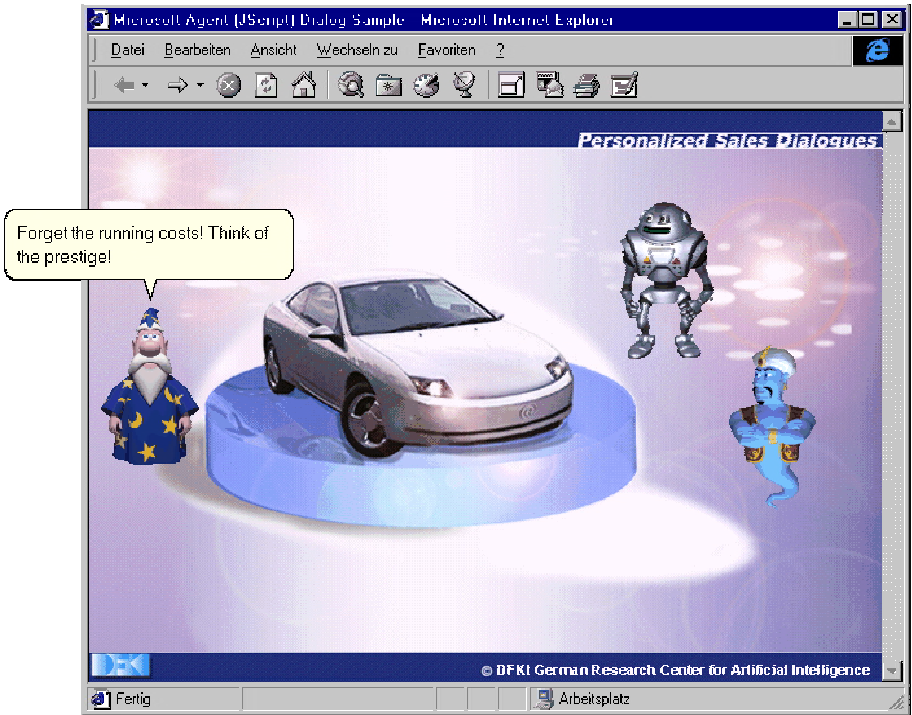 Microsoft Agent (JScript) Dialog Sample - Microsoft Internet Explorer
Datei Bearbeiten Ansicht Wechseln zu Favoriten ?
Personalized Sales Dialogues
Forget the running costs! Think of
the prestige!
DFKI
© DFKI German Research Center for Artificial Intelligence
Fertig Arbeitsplatz